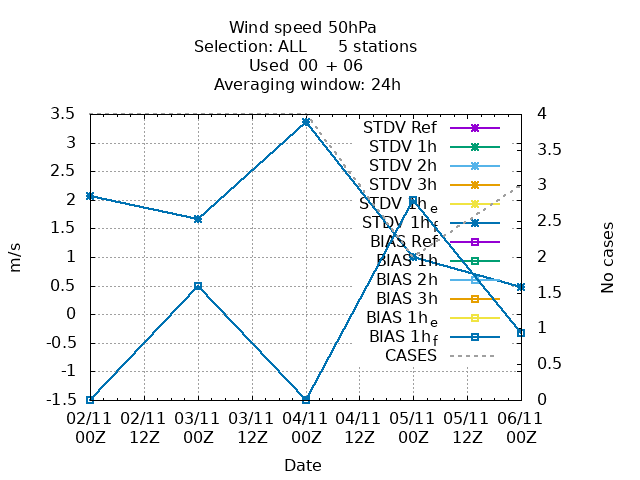 Wind speed 50hPa
Selection: ALL 5 stations
Used 00 + 06
Averaging window: 24h
3.5
3
2.5
2
1.5
1
0.5
0
-0.5
-1
-1.5
m/s
4
3.5
3
2.5
2
1.5
1
0.5
0
No cases
STDV Ref
STDV 1h
STDV 2h
STDV 3h
STDV 1he
STDV 1hf
BIAS Ref
BIAS 1h
BIAS 2h
BIAS 3h
BIAS 1he
BIAS 1hf
CASES
02/11 02/11 03/11 03/11 04/11 04/11 05/11 05/11 06/11
00Z 12Z 00Z 12Z 00Z 12Z 00Z 12Z 00Z
Date